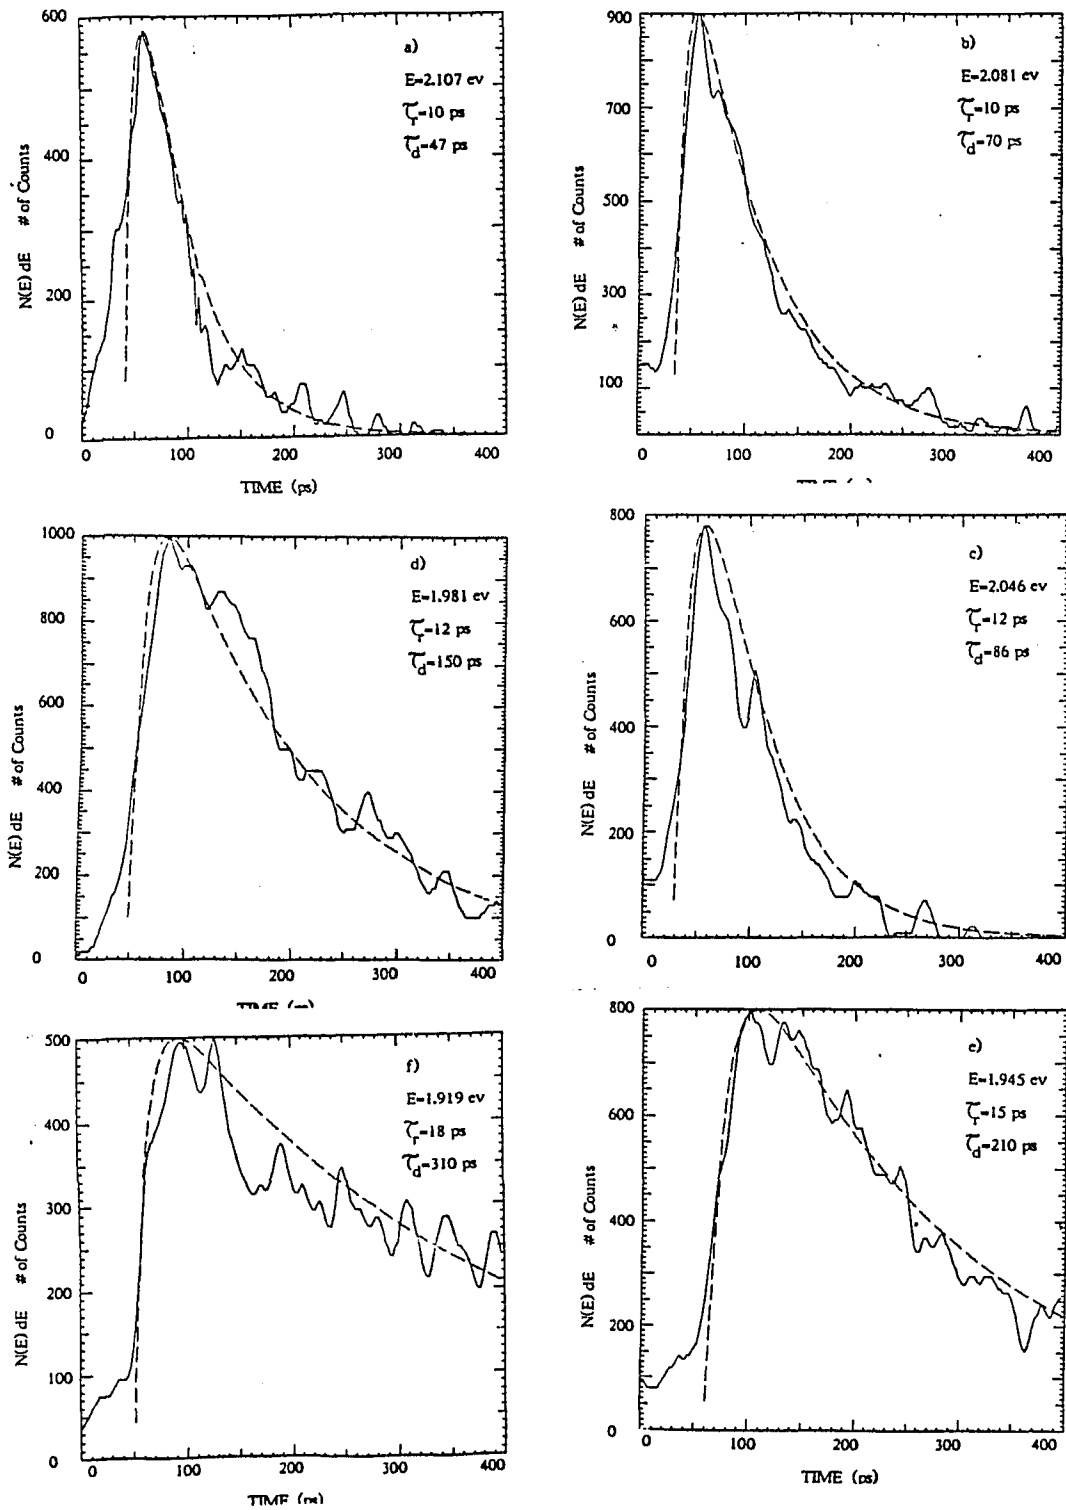 600
400
200
0
N(E) dE # of Counts
a)
E=2.107 ev
τr=10 ps
τd=47 ps
0 100 200 300 400
TIME (ps)
900
700
500
300
100
N(E) dE # of Counts
b)
E=2.081 ev
τr=10 ps
τd=70 ps
0 100 200 300 400
1000
800
600
400
200
0
N(E) dE # of Counts
d)
E=1.981 ev
τr=12 ps
τd=150 ps
0 100 200 300 400
TIME (ps)
800
600
400
200
0
N(E) dE # of Counts
c)
E=2.046 ev
τr=12 ps
τd=86 ps
0 100 200 300 400
500
400
300
200
100
0
N(E) dE # of Counts
f)
E=1.919 ev
τr=18 ps
τd=310 ps
0 100 200 300 400
TIME (ps)
800
600
400
200
0
N(E) dE # of Counts
e)
E=1.945 ev
τr=15 ps
τd=210 ps
0 100 200 300 400
TIME (ps)